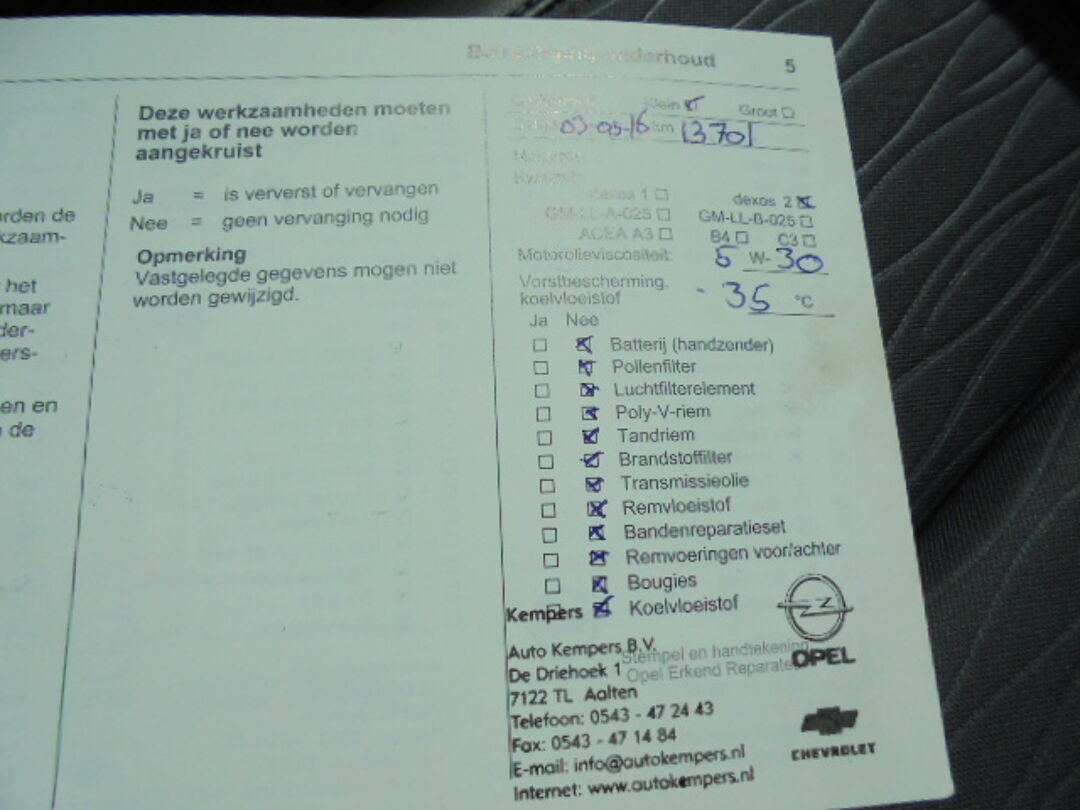 onderhoud 5
arden de
kzaam-
het
maar
der-
ers-
en en
de
Deze werkzaamheden moeten
met ja of nee worden
aangekruist
Ja = is ververst of vervangen
Nee = geen vervanging nodig
Opmerking
Vastgelegde gegevens mogen niet
worden gewijzigd.
Klein Groot
03-05-16 km 13701
dexos 1 dexos 2
GM-LL-A-025 GM-LL-B-025
ACEA A3 B4 C3
Motorolieviscositeit: 5 W-30
Vorstbescherming,
koelvloeistof -35 °C
Ja Nee
Batterij (handzender)
Pollenfilter
Luchtfilterelement
Poly-V-riem
Tandriem
Brandstoffilter
Transmissieolie
Remvloeistof
Bandenreparatieset
Remvoeringen voor/achter
Bougies
Koelvloeistof
Kempers
Auto Kempers B.V.
Stempel en handtekening
De Driehoek 1
Opel Erkend Reparate
OPEL
7122 TL Aalten
Telefoon: 0543 - 47 24 43
Fax: 0543 - 47 14 84
CHEVROLET
E-mail: info@autokempers.nl
Internet: www.autokempers.nl